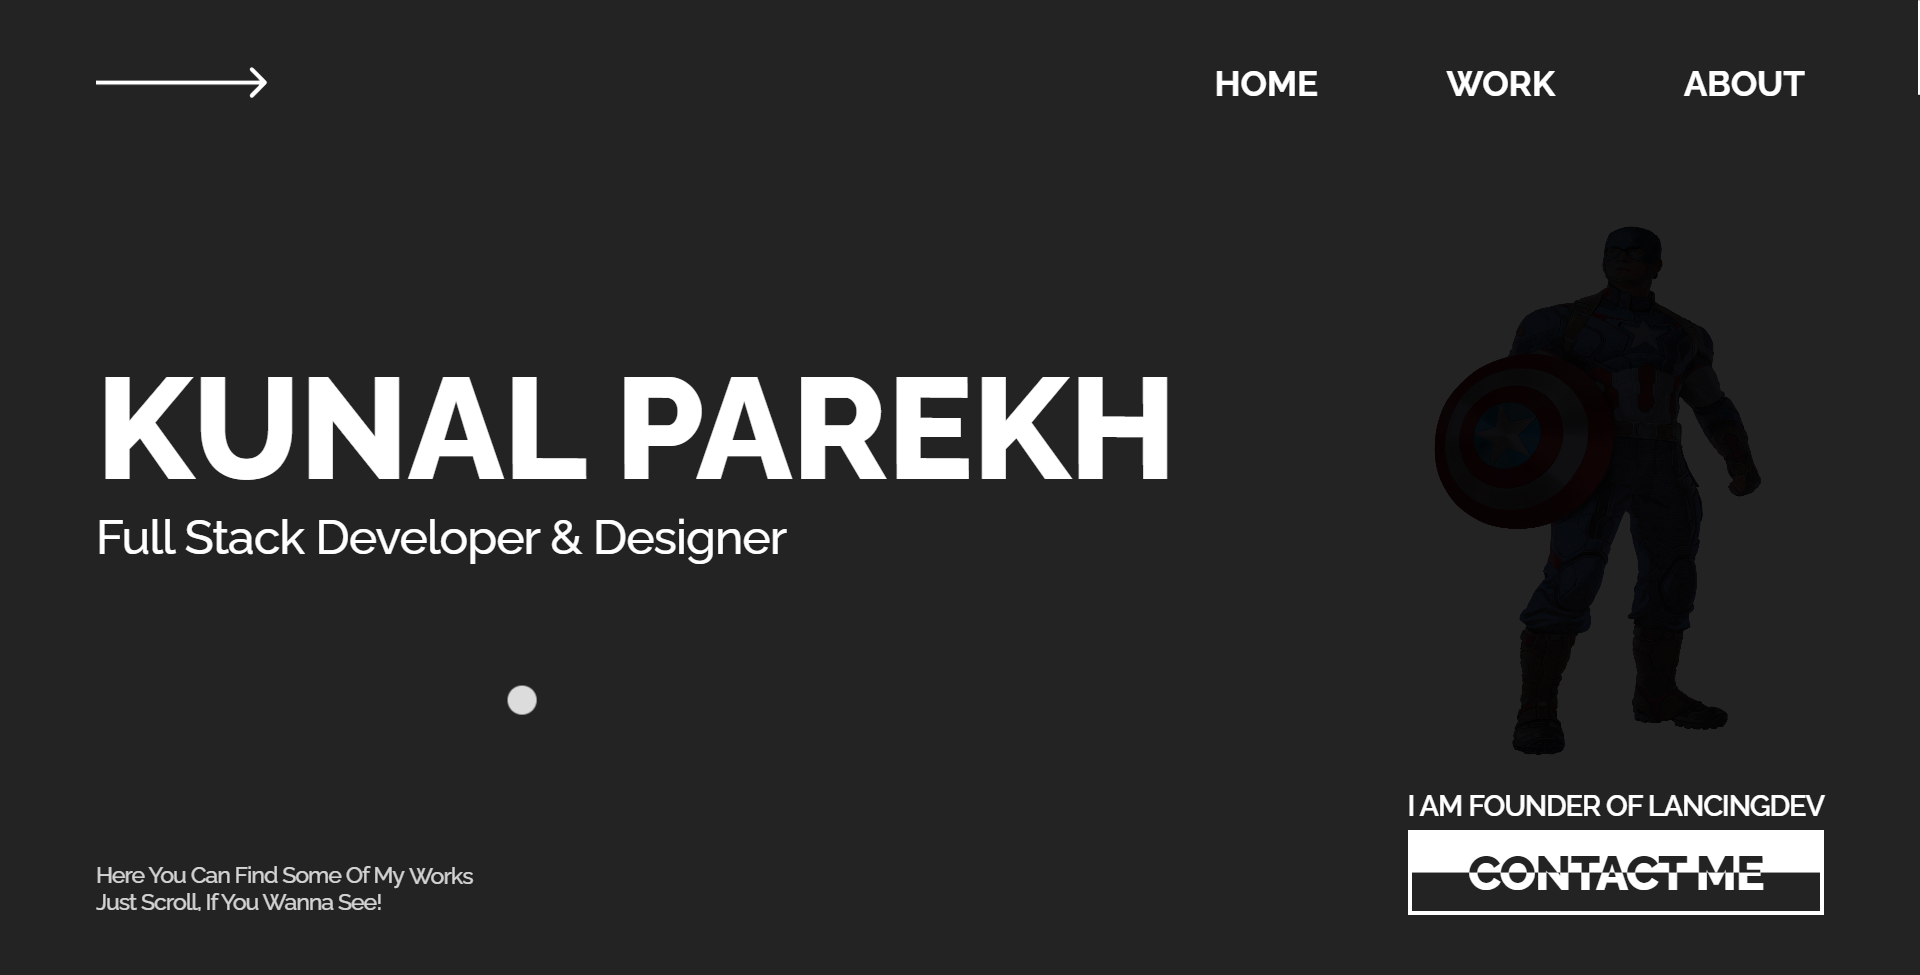 HOME WORK ABOUT
KUNAL PAREKH
Full Stack Developer & Designer
I AM FOUNDER OF LANCINGDEV
CONTACT ME
Here You Can Find Some Of My Works
Just Scroll, If You Wanna See!